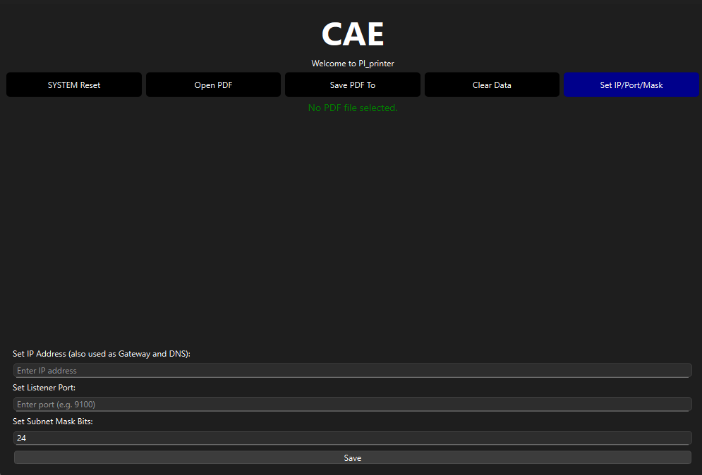 CAE
Welcome to PI_printer
SYSTEM Reset Open PDF Save PDF To Clear Data Set IP/Port/Mask
No PDF file selected.
Set IP Address (also used as Gateway and DNS):
Enter IP address
Set Listener Port:
Enter port (e.g. 9100)
Set Subnet Mask Bits:
24
Save